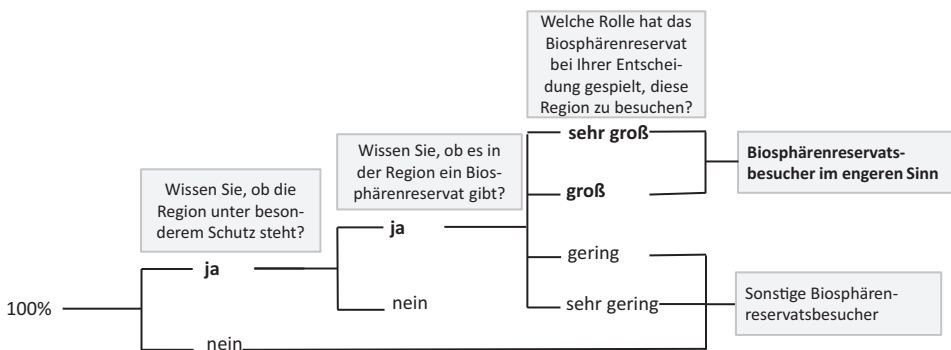 Welche Rolle hat das
Biosphärenreservat
bei Ihrer Entschei-
dung gespielt, diese
Region zu besuchen?
Wissen Sie, ob es in
der Region ein Bios-
phärenreservat gibt?
Wissen Sie, ob die
Region unter beson-
derem Schutz steht?
100%
ja
nein
ja
nein
sehr groß
groß
gering
sehr gering
Biosphärenreservats-
besucher im engeren Sinn
Sonstige Biosphären-
reservatsbesucher